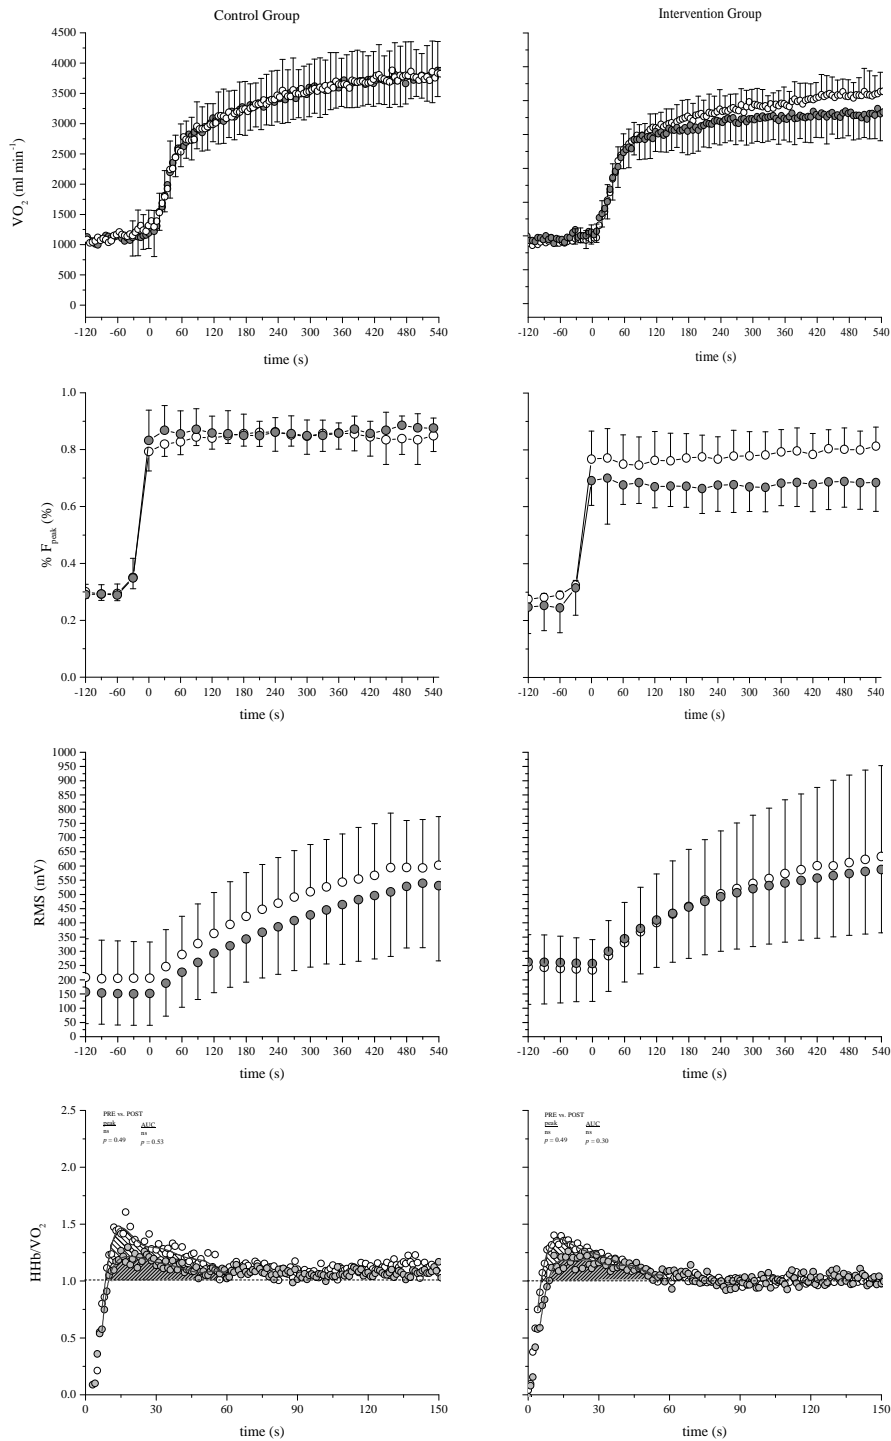 Control Group
Intervention Group
4500
4000
3500
3000
2500
2000
1500
1000
500
0
VO2 (ml min-1)
-120 -60 0 60 120 180 240 300 360 420 480 540
time (s)
-120 -60 0 60 120 180 240 300 360 420 480 540
time (s)
1.0
0.8
0.6
0.4
0.2
0.0
% Fpeak (%)
-120 -60 0 60 120 180 240 300 360 420 480 540
time (s)
-120 -60 0 60 120 180 240 300 360 420 480 540
time (s)
1000
950
900
850
800
750
700
650
600
550
500
450
400
350
300
250
200
150
100
50
0
RMS (mV)
-120 -60 0 60 120 180 240 300 360 420 480 540
time (s)
-120 -60 0 60 120 180 240 300 360 420 480 540
time (s)
2.5
2.0
1.5
1.0
0.5
0.0
HHb/VO2
PRE vs. POST
peak AUC
ns ns
p = 0.49 p = 0.53
0 30 60 90 120 150
time (s)
PRE vs. POST
peak AUC
ns ns
p = 0.49 p = 0.30
0 30 60 90 120 150
time (s)